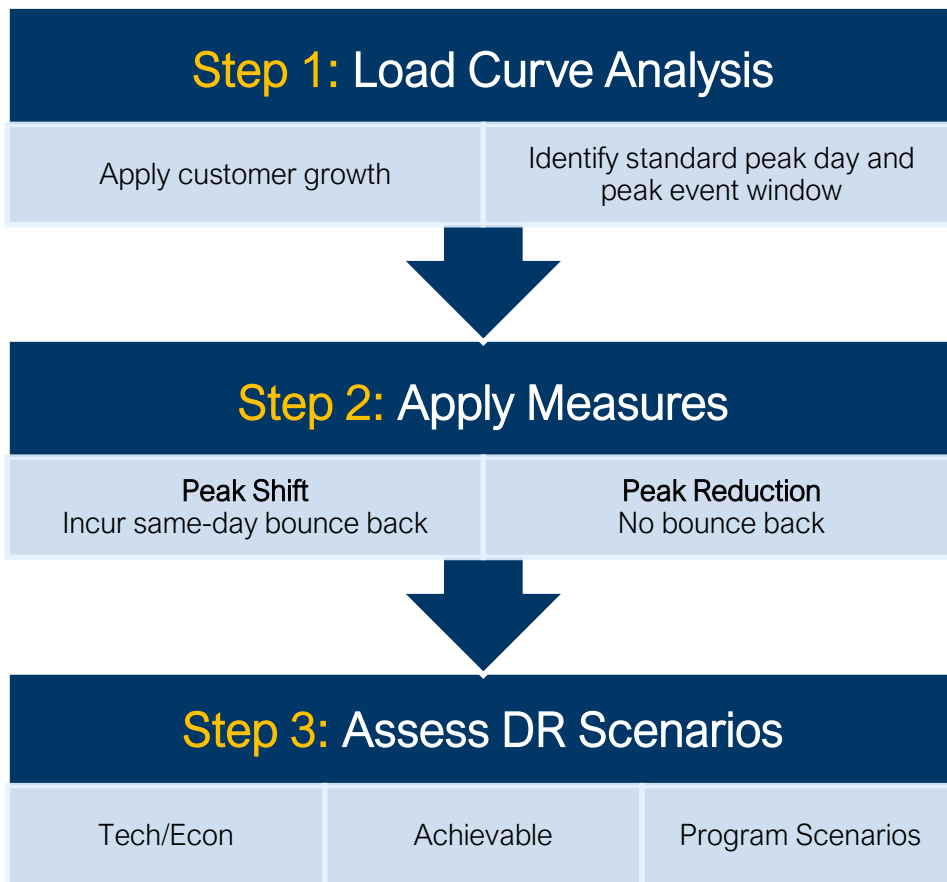 Step 1: Load Curve Analysis
Apply customer growth
Identify standard peak day and
peak event window
Step 2: Apply Measures
Peak Shift
Incur same-day bounce back
Peak Reduction
No bounce back
Step 3: Assess DR Scenarios
Tech/Econ
Achievable
Program Scenarios